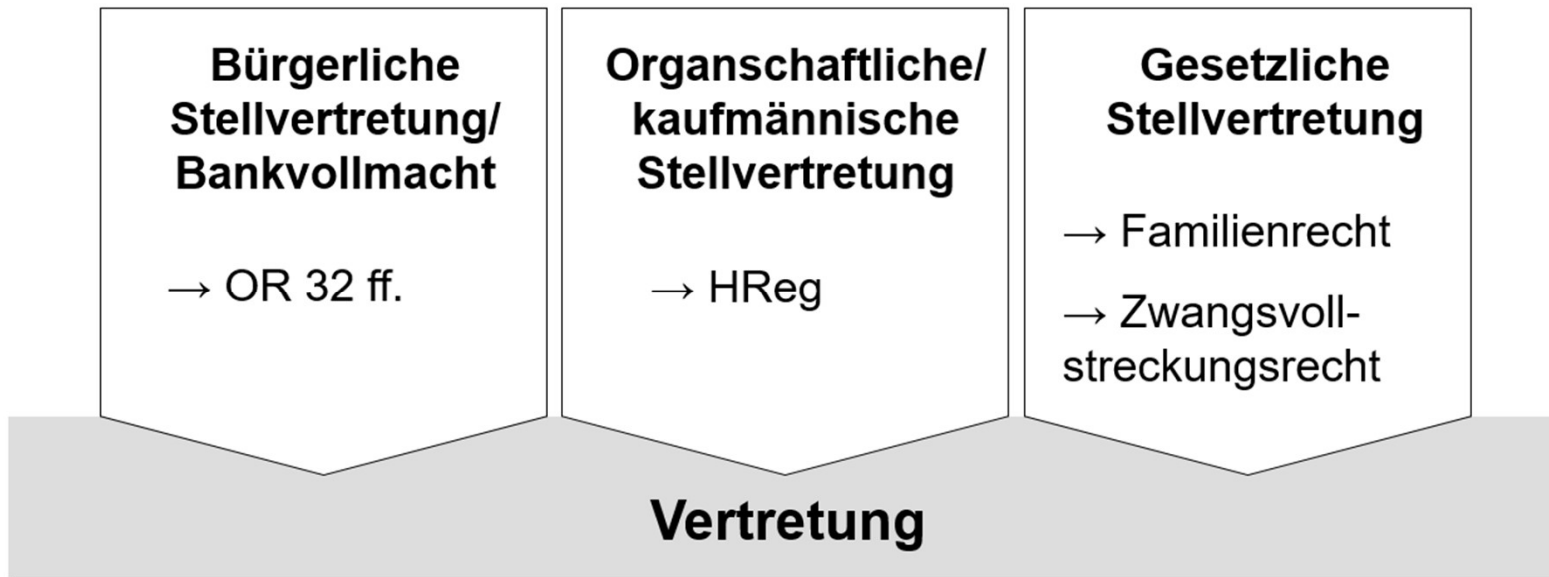 Bürgerliche
Stellvertretung/
Bankvollmacht
→ OR 32 ff.
Organschaftliche/
kaufmännische
Stellvertretung
→ HReg
Gesetzliche
Stellvertretung
→ Familienrecht
→ Zwangsvoll-
streckungsrecht
Vertretung